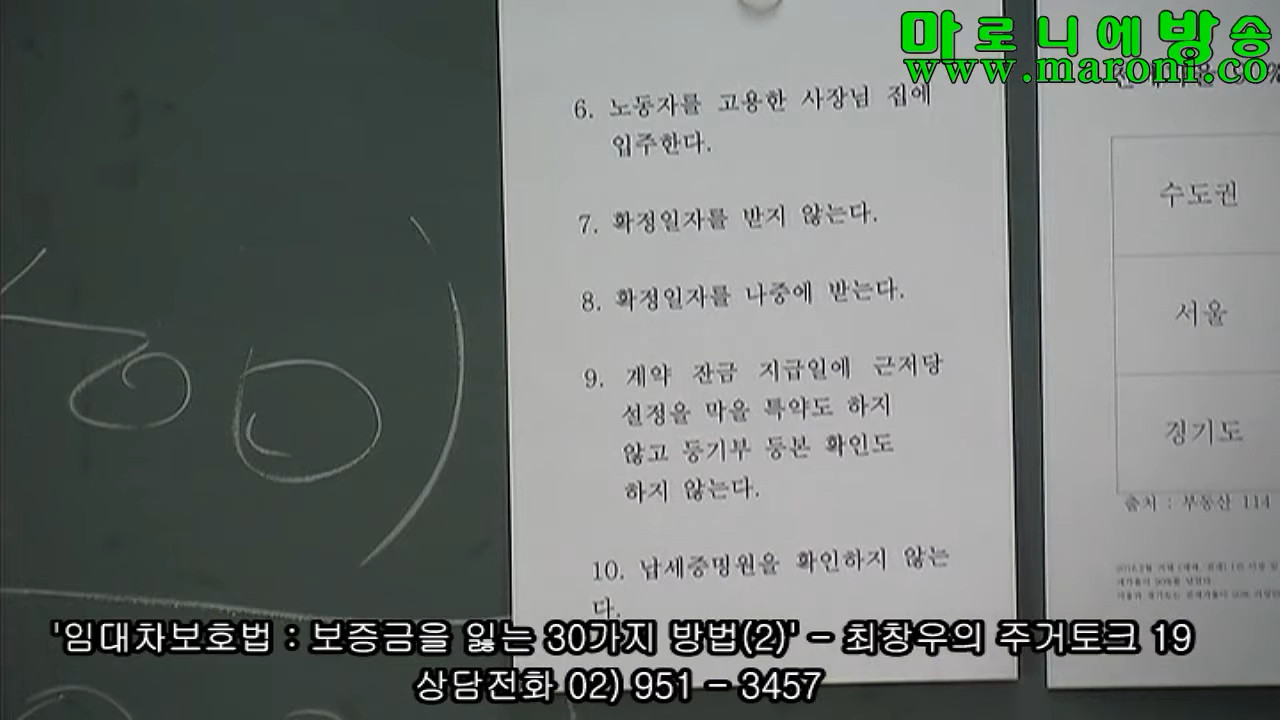 마로니에방송
www.maroni.co
6. 노동자를 고용한 사장님 집에
입주한다.
7. 확정일자를 받지 않는다.
8. 확정일자를 나중에 받는다.
9. 계약 잔금 지급일에 근저당
설정을 막을 특약도 하지
않고 등기부 등본 확인도
하지 않는다.
10. 납세증명원을 확인하지 않는
다.
수도권
서울
경기도
출처 : 부동산 114
'임대차보호법 : 보증금을 잃는 30가지 방법(2)' - 최창우의 주거토크 19
상담전화 02) 951 - 3457